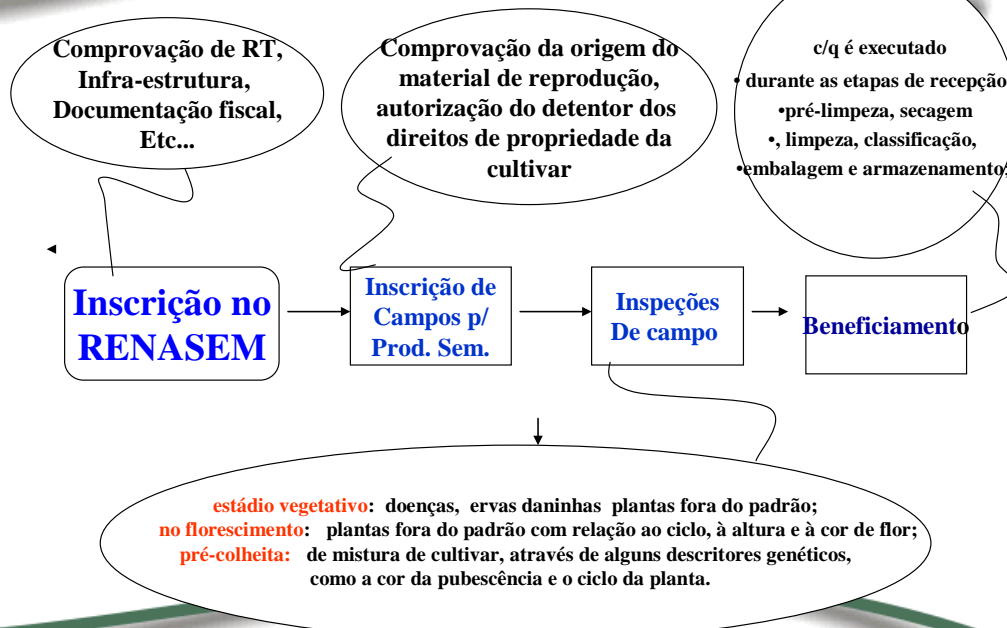 Comprovação de RT,
Infra-estrutura,
Documentação fiscal,
Etc...
Comprovação da origem do
material de reprodução,
autorização do detentor dos
direitos de propriedade da
cultivar
c/q é executado
• durante as etapas de recepção
•pré-limpeza, secagem
•, limpeza, classificação,
•embalagem e armazenamento,
Inscrição no
RENASEM
Inscrição de
Campos p/
Prod. Sem.
Inspeções
De campo
Beneficiamento
estádio vegetativo: doenças, ervas daninhas plantas fora do padrão;
no florescimento: plantas fora do padrão com relação ao ciclo, à altura e à cor de flor;
pré-colheita: de mistura de cultivar, através de alguns descritores genéticos,
como a cor da pubescência e o ciclo da planta.